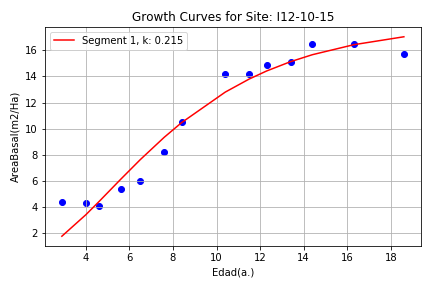 Growth Curves for Site: I12-10-15
Segment 1, k: 0.215
AreaBasal(m2/Ha)
16
14
12
10
8
6
4
2
4 6 8 10 12 14 16 18
Edad(a.)